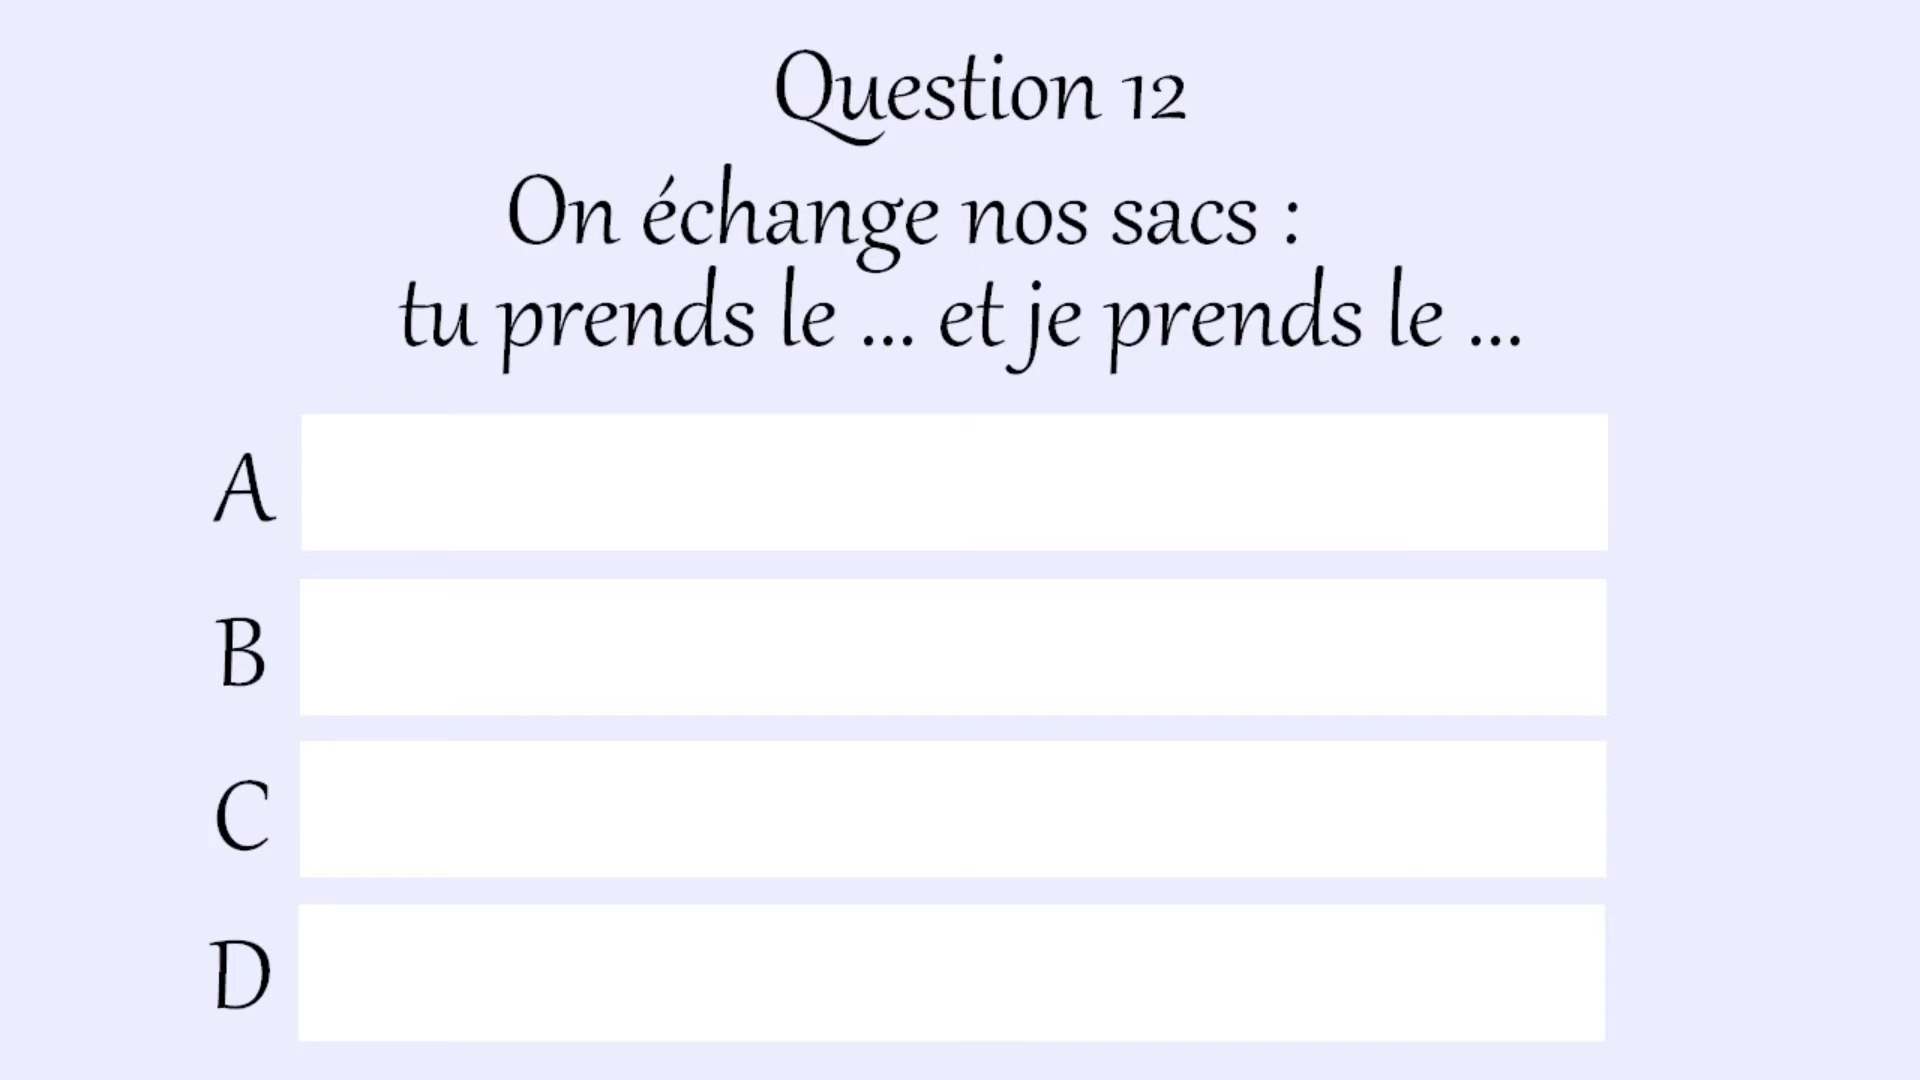 Question 12
On échange nos sacs :
tu prends le ... et je prends le ...
A
B
C
D